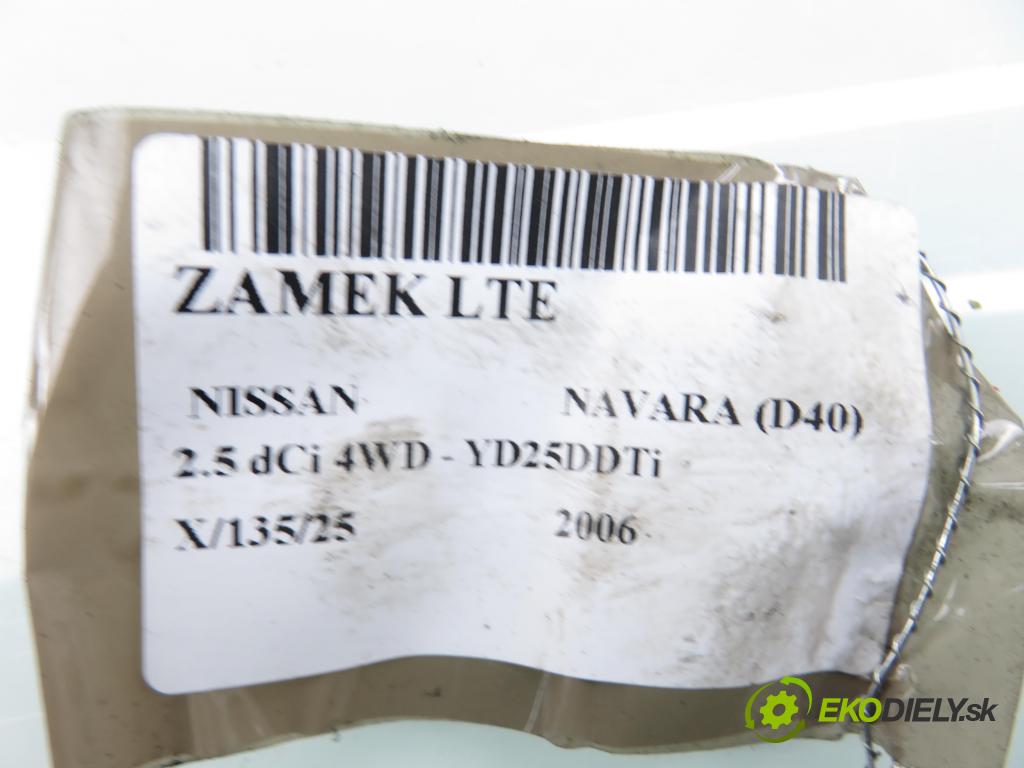 ZAMEK LTE
NISSAN NAVARA (D40)
2.5 dCi 4WD - YD25DDTi
X/135/25 2006
EKODIELY.sk